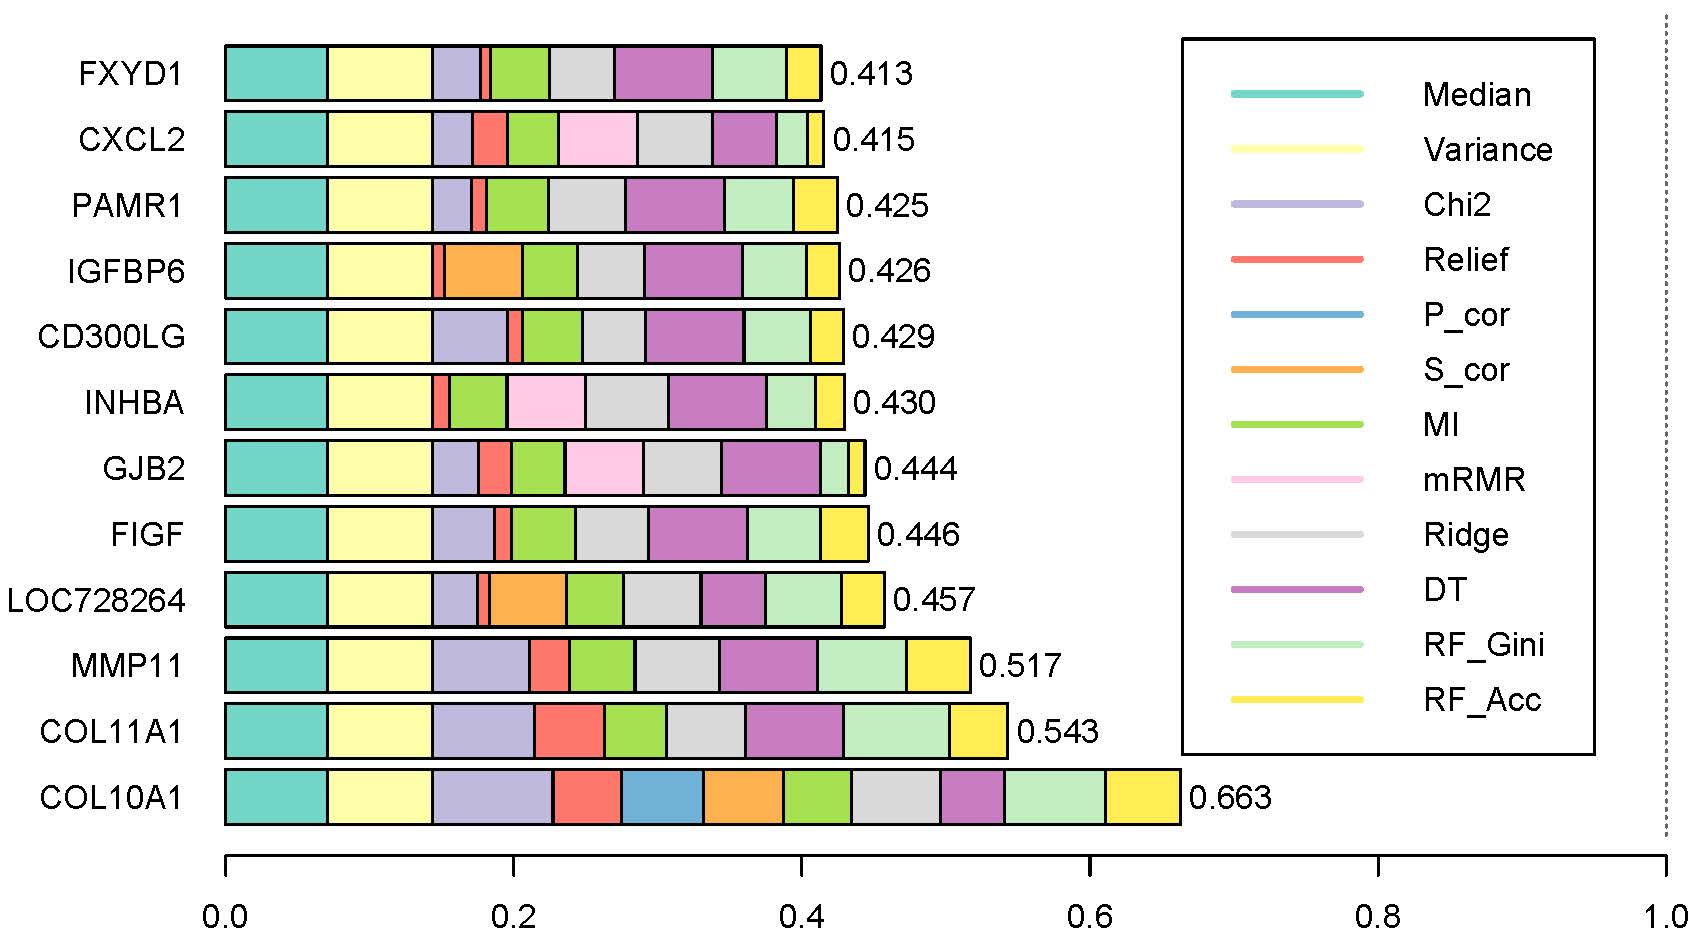 FXYD1 0.413
CXCL2 0.415
PAMR1 0.425
IGFBP6 0.426
CD300LG 0.429
INHBA 0.430
GJB2 0.444
FIGF 0.446
LOC728264 0.457
MMP11 0.517
COL11A1 0.543
COL10A1 0.663
0.0 0.2 0.4 0.6 0.8 1.0
Median
Variance
Chi2
Relief
P_cor
S_cor
MI
mRMR
Ridge
DT
RF_Gini
RF_Acc